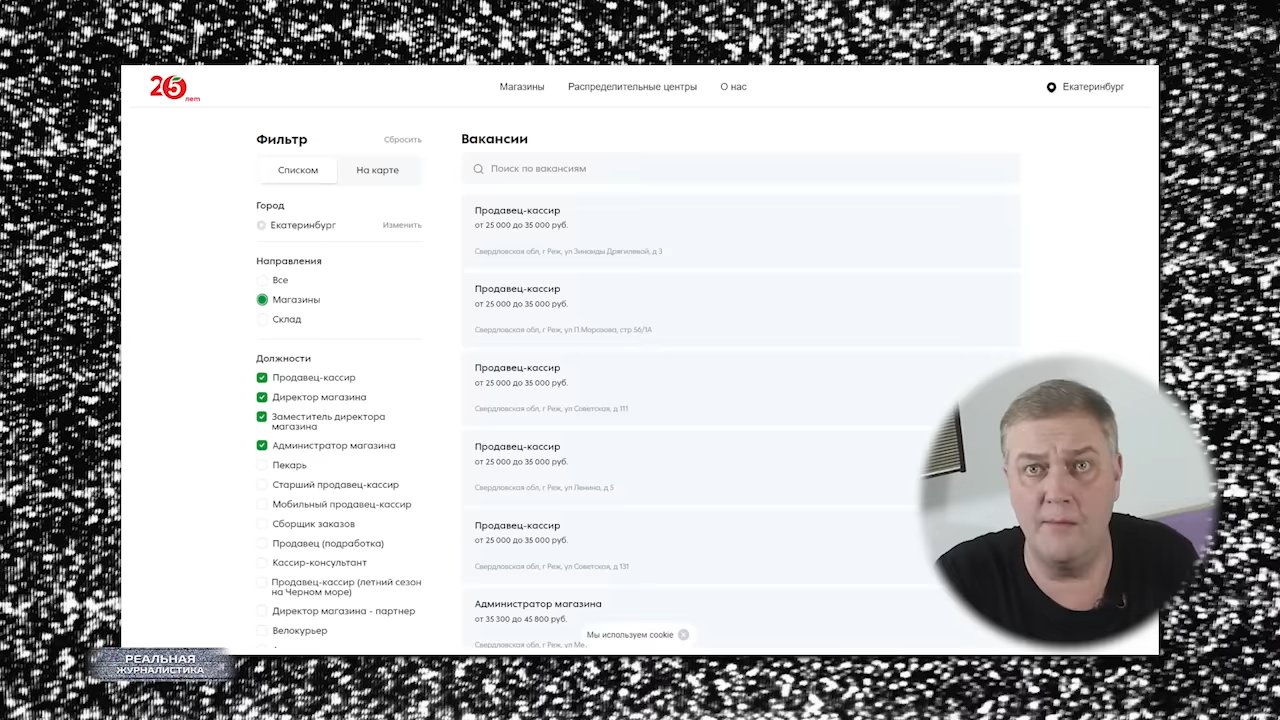 25
лет
Магазины
Распределительные центры
О нас
Екатеринбург
Фильтр
Сбросить
Списком
На карте
Город
Екатеринбург
Изменить
Направления
Все
Магазины
Склад
Должности
Продавец-кассир
Директор магазина
Заместитель директора
магазина
Администратор магазина
Пекарь
Старший продавец-кассир
Мобильный продавец-кассир
Сборщик заказов
Продавец (подработка)
Кассир-консультант
Продавец-кассир (летний сезон
на Черном море)
Директор магазина - партнер
Велокурьер
Вакансии
Поиск по вакансиям
Продавец-кассир
от 25 000 до 35 000 руб.
Свердловская обл, г Реж, ул Зинаиды Дрягилевой, д 3
Продавец-кассир
от 25 000 до 35 000 руб.
Свердловская обл, г Реж, ул П.Морозова, стр 56/1А
Продавец-кассир
от 25 000 до 35 000 руб.
Свердловская обл, г Реж, ул Советская, д 111
Продавец-кассир
от 25 000 до 35 000 руб.
Свердловская обл, г Реж, ул Ленина, д 5
Продавец-кассир
от 25 000 до 35 000 руб.
Свердловская обл, г Реж, ул Советская, д 131
Администратор магазина
от 35 300 до 45 800 руб.
Свердловская обл, г Реж, ул
Мы используем cookie
РЕАЛЬНАЯ
ЖУРНАЛИСТИКА